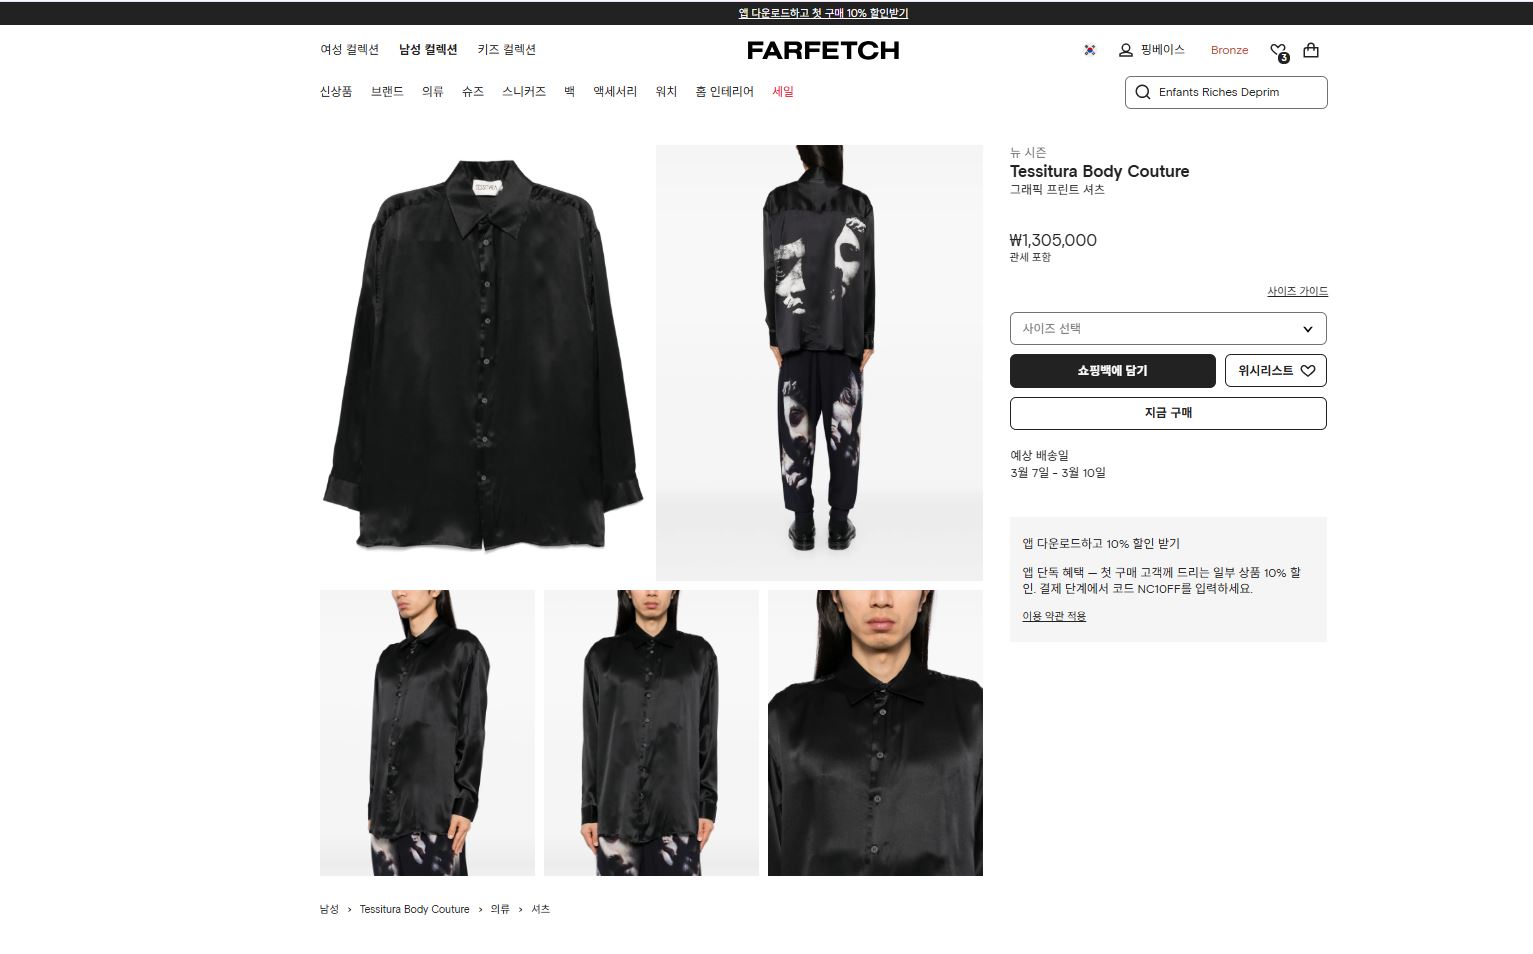 앱 다운로드하고 첫 구매 10% 할인받기
여성 컬렉션 남성 컬렉션 키즈 컬렉션
FARFETCH
핑베이스 Bronze 3
신상품 브랜드 의류 슈즈 스니커즈 백 액세서리 워치 홈 인테리어 세일
Enfants Riches Deprim
TESSITURA
뉴 시즌
Tessitura Body Couture
그래픽 프린트 셔츠
₩1,305,000
관세 포함
사이즈 가이드
사이즈 선택
쇼핑백에 담기
위시리스트
지금 구매
예상 배송일
3월 7일 - 3월 10일
앱 다운로드하고 10% 할인 받기
앱 단독 혜택 — 첫 구매 고객께 드리는 일부 상품 10% 할
인. 결제 단계에서 코드 NC10FF를 입력하세요.
이용 약관 적용
남성 › Tessitura Body Couture › 의류 › 셔츠